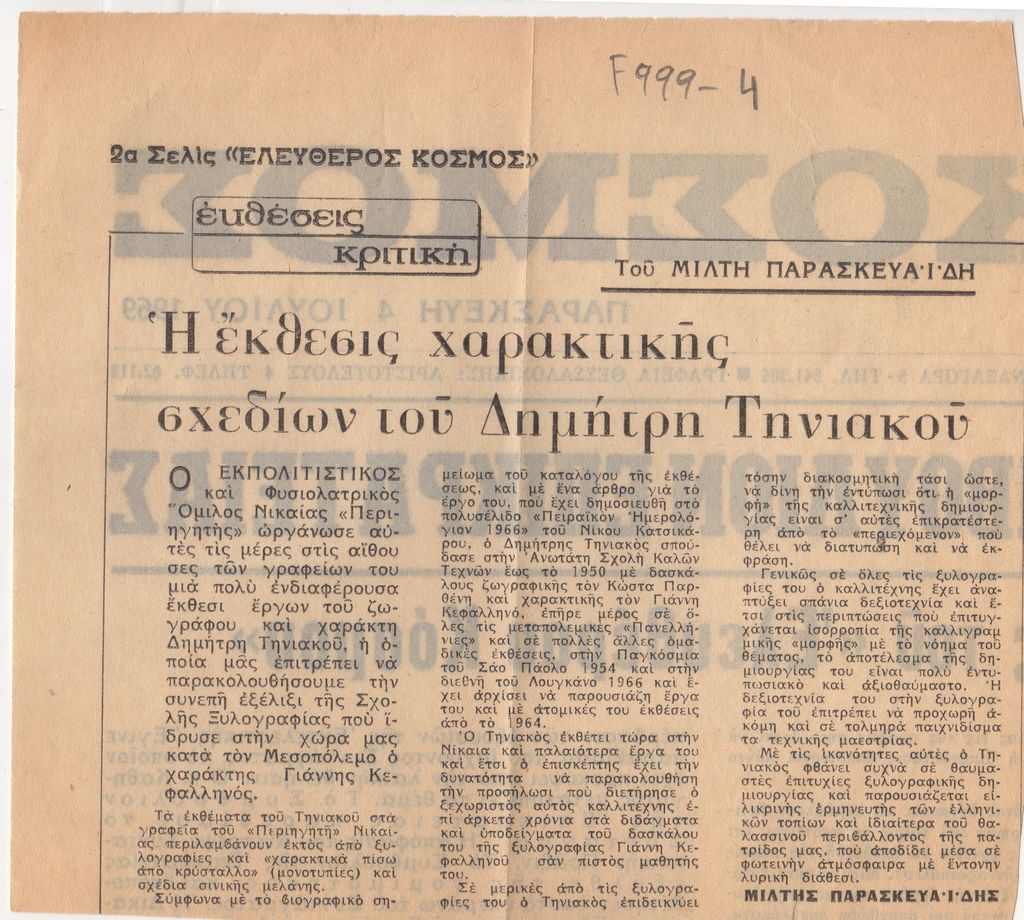 F999-4
2α Σελίς «ΕΛΕΥΘΕΡΟΣ ΚΟΣΜΟΣ»
ἐκθέσεις
κριτική
Τοῦ ΜΙΛΤΗ ΠΑΡΑΣΚΕΥΑ·Ι·ΔΗ
Ἡ ἔκθεσις χαρακτικῆς
σχεδίων τοῦ Δημήτρη Τηνιακοῦ
Ο ΕΚΠΟΛΙΤΙΣΤΙΚΟΣ
καὶ Φυσιολατρικὸς
Ὅμιλος Νικαίας «Περι-
ηγητὴς» ὠργάνωσε αὐ-
τὲς τὶς μέρες στὶς αἴθου
σες τῶν γραφείων του
μιὰ πολὺ ἐνδιαφέρουσα
ἔκθεσι ἔργων τοῦ ζω-
γράφου καὶ χαράκτη
Δημήτρη Τηνιακοῦ, ἡ ὁ-
ποία μᾶς ἐπιτρέπει νὰ
παρακολουθήσουμε τὴν
συνεπῆ ἐξέλιξι τῆς Σχο-
λῆς Ξυλογραφίας ποὺ ἵ-
δρυσε στὴν χώρα μας
κατὰ τὸν Μεσοπόλεμο ὁ
χαράκτης Γιάννης Κε-
φαλληνός.
Τὰ ἐκθέματα τοῦ Τηνιακοῦ στὰ
γραφεῖα τοῦ «Περιηγητῆ» Νικαί-
ας περιλαμβάνουν ἐκτὸς ἀπὸ ξυ-
λογραφίες καὶ «χαρακτικὰ πίσω
ἀπὸ κρύσταλλο» (μονοτυπίες) καὶ
σχέδια σινικῆς μελάνης.
Σύμφωνα μὲ τὸ βιογραφικὸ ση-
μείωμα τοῦ καταλόγου τῆς ἐκθέ-
σεως, καὶ μὲ ἕνα ἄρθρο γιὰ τὸ
ἔργο του, ποὺ ἔχει δημοσιευθῆ στὸ
πολυσέλιδο «Πειραϊκὸν Ἡμερολό-
γιον 1966» τοῦ Νίκου Κατσικά-
ρου, ὁ Δημήτρης Τηνιακὸς σπού-
δασε στὴν Ἀνωτάτη Σχολὴ Καλῶν
Τεχνῶν ἕως τὸ 1950 μὲ δασκά-
λους ζωγραφικῆς τὸν Κώστα Παρ-
θένη καὶ χαρακτικῆς τὸν Γιάννη
Κεφαλληνό, ἐπῆρε μέρος σὲ ὅ-
λες τὶς μεταπολεμικὲς «Πανελλή-
νιες» καὶ σὲ πολλὲς ἄλλες ὁμα-
δικὲς ἐκθέσεις, στὴν Παγκόσμια
τοῦ Σάο Πάολο 1954 καὶ στὴν
διεθνῆ τοῦ Λουγκάνο 1966 καὶ ἔ-
χει ἀρχίσει νὰ παρουσιάζη ἔργα
του καὶ μὲ ἀτομικές του ἐκθέσεις
ἀπὸ τὸ 1964.
Ὁ Τηνιακὸς ἐκθέτει τώρα στὴν
Νίκαια καὶ παλαιότερα ἔργα του
καὶ ἔτσι ὁ ἐπισκέπτης ἔχει τὴν
δυνατότητα νὰ παρακολουθήση
τὴν προσήλωσι ποὺ διετήρησε ὁ
ξεχωριστὸς αὐτὸς καλλιτέχνης ἐ-
πὶ ἀρκετὰ χρόνια στὰ διδάγματα
καὶ ὑποδείγματα τοῦ δασκάλου
του τῆς ξυλογραφίας Γιάννη Κε-
φαλληνοῦ σὰν πιστὸς μαθητής
του.
Σὲ μερικὲς ἀπὸ τὶς ξυλογρα-
φίες του ὁ Τηνιακὸς ἐπιδεικνύει
τόσην διακοσμητικὴ τάσι ὥστε,
νὰ δίνη τὴν ἐντύπωσι ὅτι ἡ «μορ-
φὴ» τῆς καλλιτεχνικῆς δημιουρ-
γίας εἶναι σ' αὐτὲς ἐπικρατέστε-
ρη ἀπὸ τὸ «περιεχόμενον» ποὺ
θέλει νὰ διατυπώση καὶ νὰ ἐκ-
φράση.
Γενικῶς σὲ ὅλες τὶς ξυλογρα-
φίες του ὁ καλλιτέχνης ἔχει ἀνα-
πτύξει σπάνια δεξιοτεχνία καὶ ἔ-
τσι στὶς περιπτώσεις ποὺ ἐπιτυγ-
χάνεται ἰσορροπία τῆς καλλιγραμ
μικῆς «μορφῆς» μὲ τὸ νόημα τοῦ
θέματος, τὸ ἀποτέλεσμα τῆς δη-
μιουργίας του εἶναι πολὺ ἐντυ-
πωσιακὸ καὶ ἀξιοθαύμαστο. Ἡ
δεξιοτεχνία του στὴν ξυλογρα-
φία τοῦ ἐπιτρέπει νὰ προχωρῆ ἀ-
κόμη καὶ σὲ τολμηρὰ παιχνιδίσμα
τα τεχνικῆς μαεστρίας.
Μὲ τὶς ἱκανότητες αὐτὲς ὁ Τη-
νιακὸς φθάνει συχνὰ σὲ θαυμα-
στὲς ἐπιτυχίες ξυλογραφικῆς δη-
μιουργίας καὶ παρουσιάζεται εἰ-
λικρινὴς ἑρμηνευτὴς τῶν ἑλληνι-
κῶν τοπίων καὶ ἰδιαίτερα τοῦ θα-
λασσινοῦ περιβάλλοντος τῆς πα-
τρίδος μας, ποὺ ἀποδίδει μέσα σὲ
φωτεινὴν ἀτμόσφαιρα μὲ ἔντονην
λυρικὴ διάθεσι.
ΜΙΛΤΗΣ ΠΑΡΑΣΚΕΥΑ·Ι·ΔΗΣ